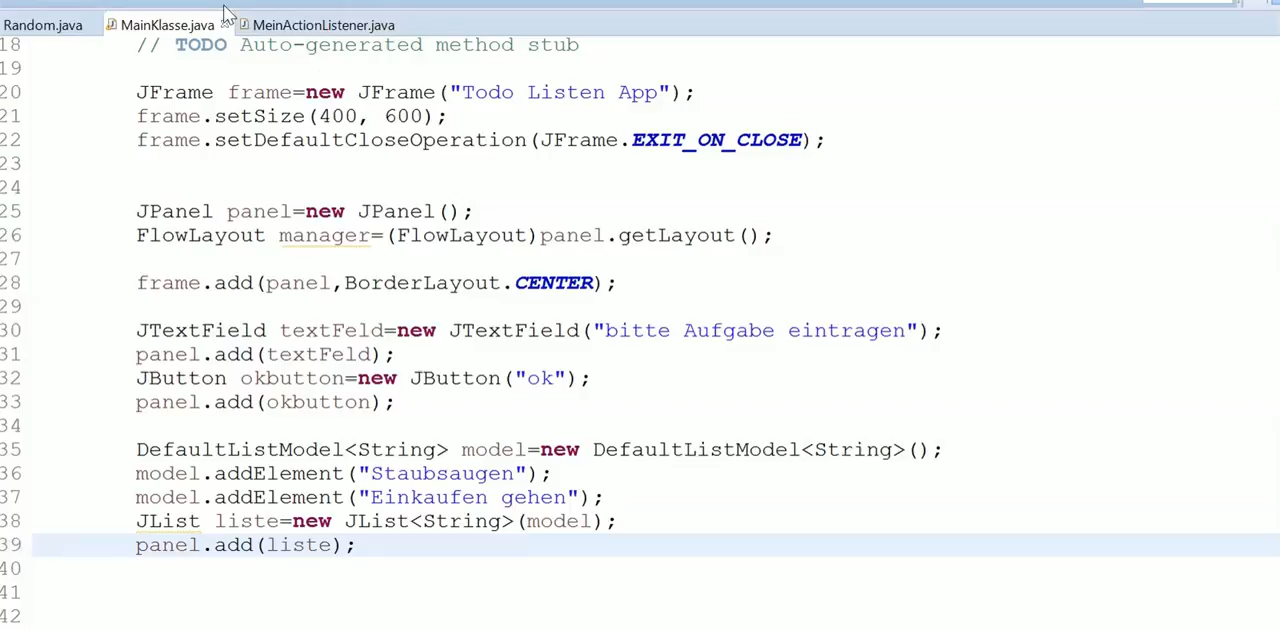 Random.java MainKlasse.java MeinActionListener.java
18 // TODO Auto-generated method stub
19
20 JFrame frame=new JFrame("Todo Listen App");
21 frame.setSize(400, 600);
22 frame.setDefaultCloseOperation(JFrame.EXIT_ON_CLOSE);
23
24
25 JPanel panel=new JPanel();
26 FlowLayout manager=(FlowLayout)panel.getLayout();
27
28 frame.add(panel,BorderLayout.CENTER);
29
30 JTextField textFeld=new JTextField("bitte Aufgabe eintragen");
31 panel.add(textFeld);
32 JButton okbutton=new JButton("ok");
33 panel.add(okbutton);
34
35 DefaultListModel<String> model=new DefaultListModel<String>();
36 model.addElement("Staubsaugen");
37 model.addElement("Einkaufen gehen");
38 JList liste=new JList<String>(model);
39 panel.add(liste);
40
41
42